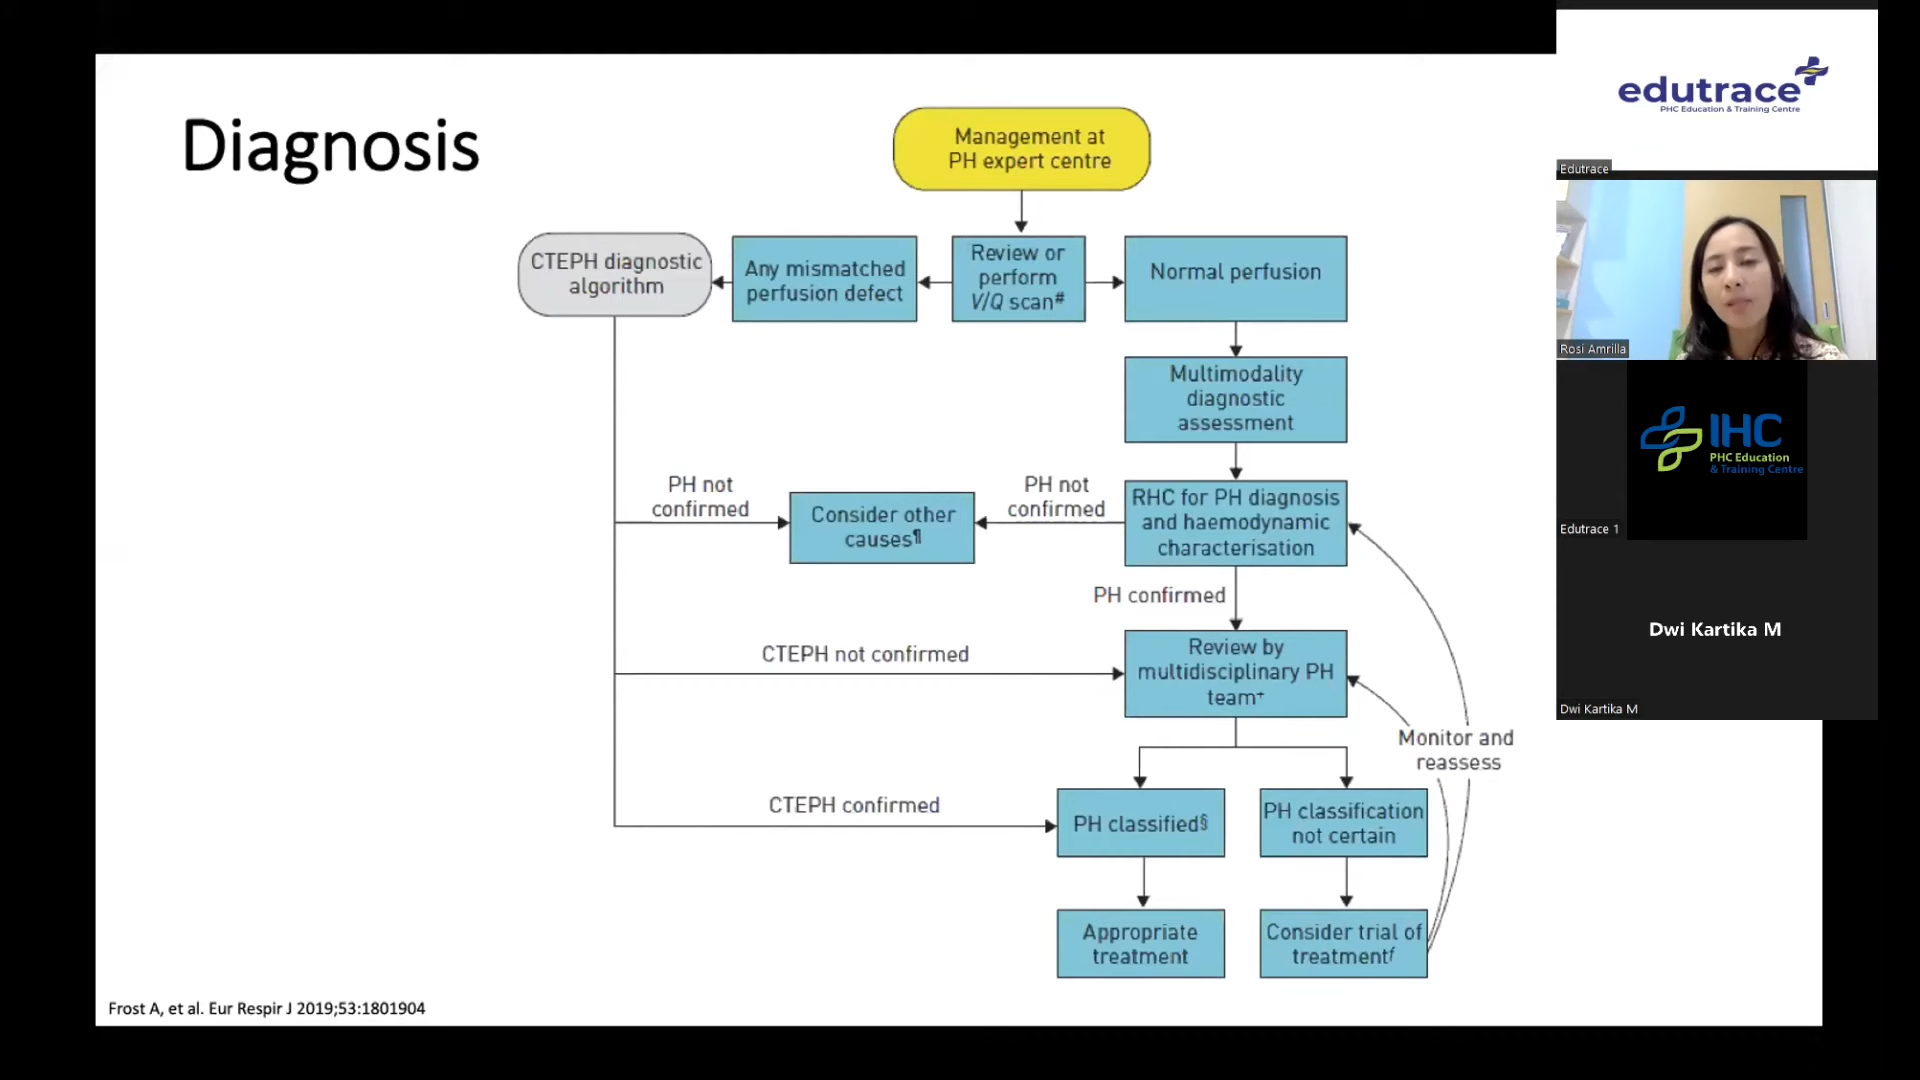 Diagnosis
Management at
PH expert centre
CTEPH diagnostic
algorithm
Any mismatched
perfusion defect
Review or
perform
V/Q scan#
Normal perfusion
Multimodality
diagnostic
assessment
PH not
confirmed
Consider other
causes¶
PH not
confirmed
RHC for PH diagnosis
and haemodynamic
characterisation
PH confirmed
CTEPH not confirmed
Review by
multidisciplinary PH
team+
Monitor and
reassess
CTEPH confirmed
PH classified§
PH classification
not certain
Appropriate
treatment
Consider trial of
treatmentƒ
Frost A, et al. Eur Respir J 2019;53:1801904
edutrace
PHC Education & Training Centre
Edutrace
Rosi Amrilla
IHC
PHC Education
& Training Centre
Edutrace 1
Dwi Kartika M
Dwi Kartika M